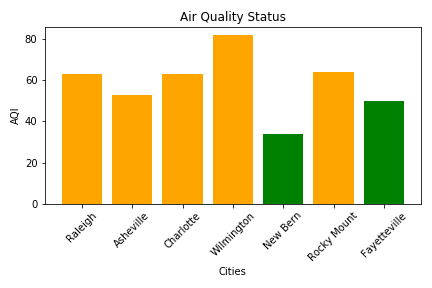 Air Quality Status
80
60
40
20
0
AQI
Raleigh
Asheville
Charlotte
Wilmington
New Bern
Rocky Mount
Fayetteville
Cities